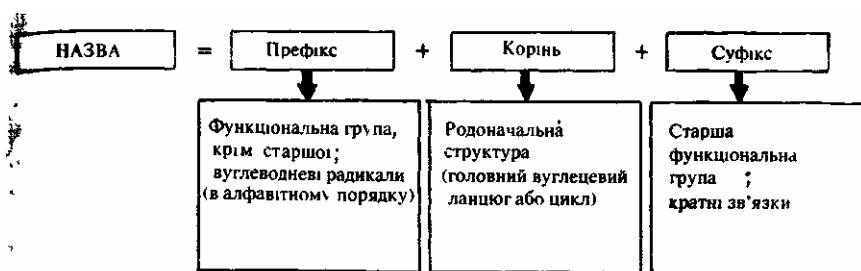 НАЗВА = Префікс + Корінь + Суфікс
Функціональна група,
крім старшої;
вуглеводневі радикали
(в алфавітному порядку)
Родоначальна
структура
(головний вуглецевий
ланцюг або цикл)
Старша
функціональна
група ;
кратні зв'язки